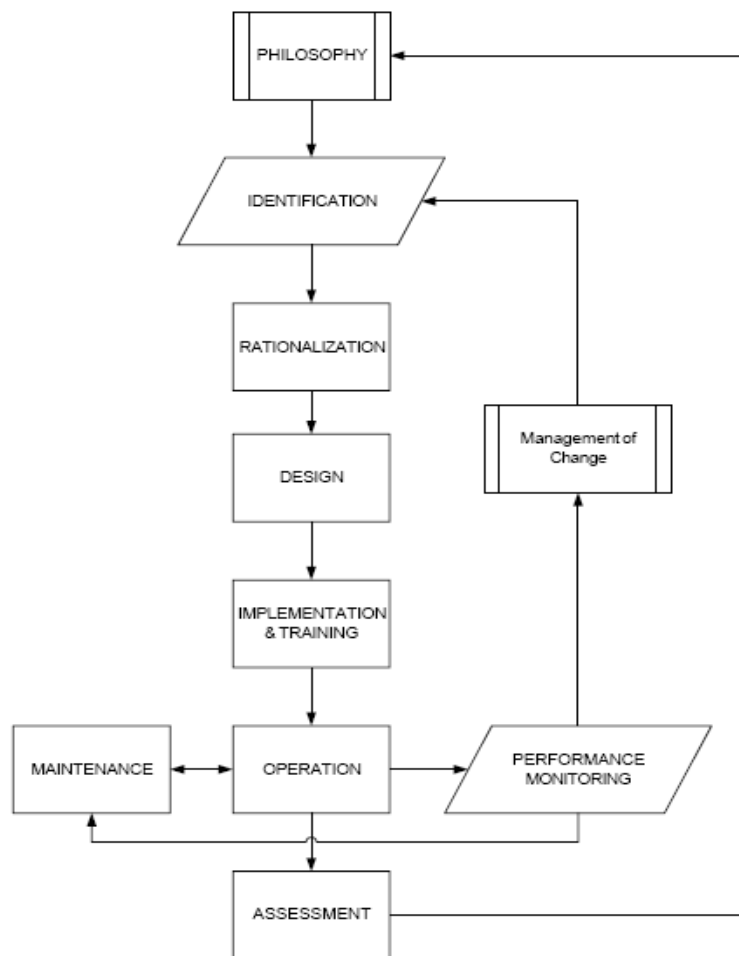 PHILOSOPHY
IDENTIFICATION
RATIONALIZATION
Management of
Change
DESIGN
IMPLEMENTATION
& TRAINING
MAINTENANCE
OPERATION
PERFORMANCE
MONITORING
ASSESSMENT